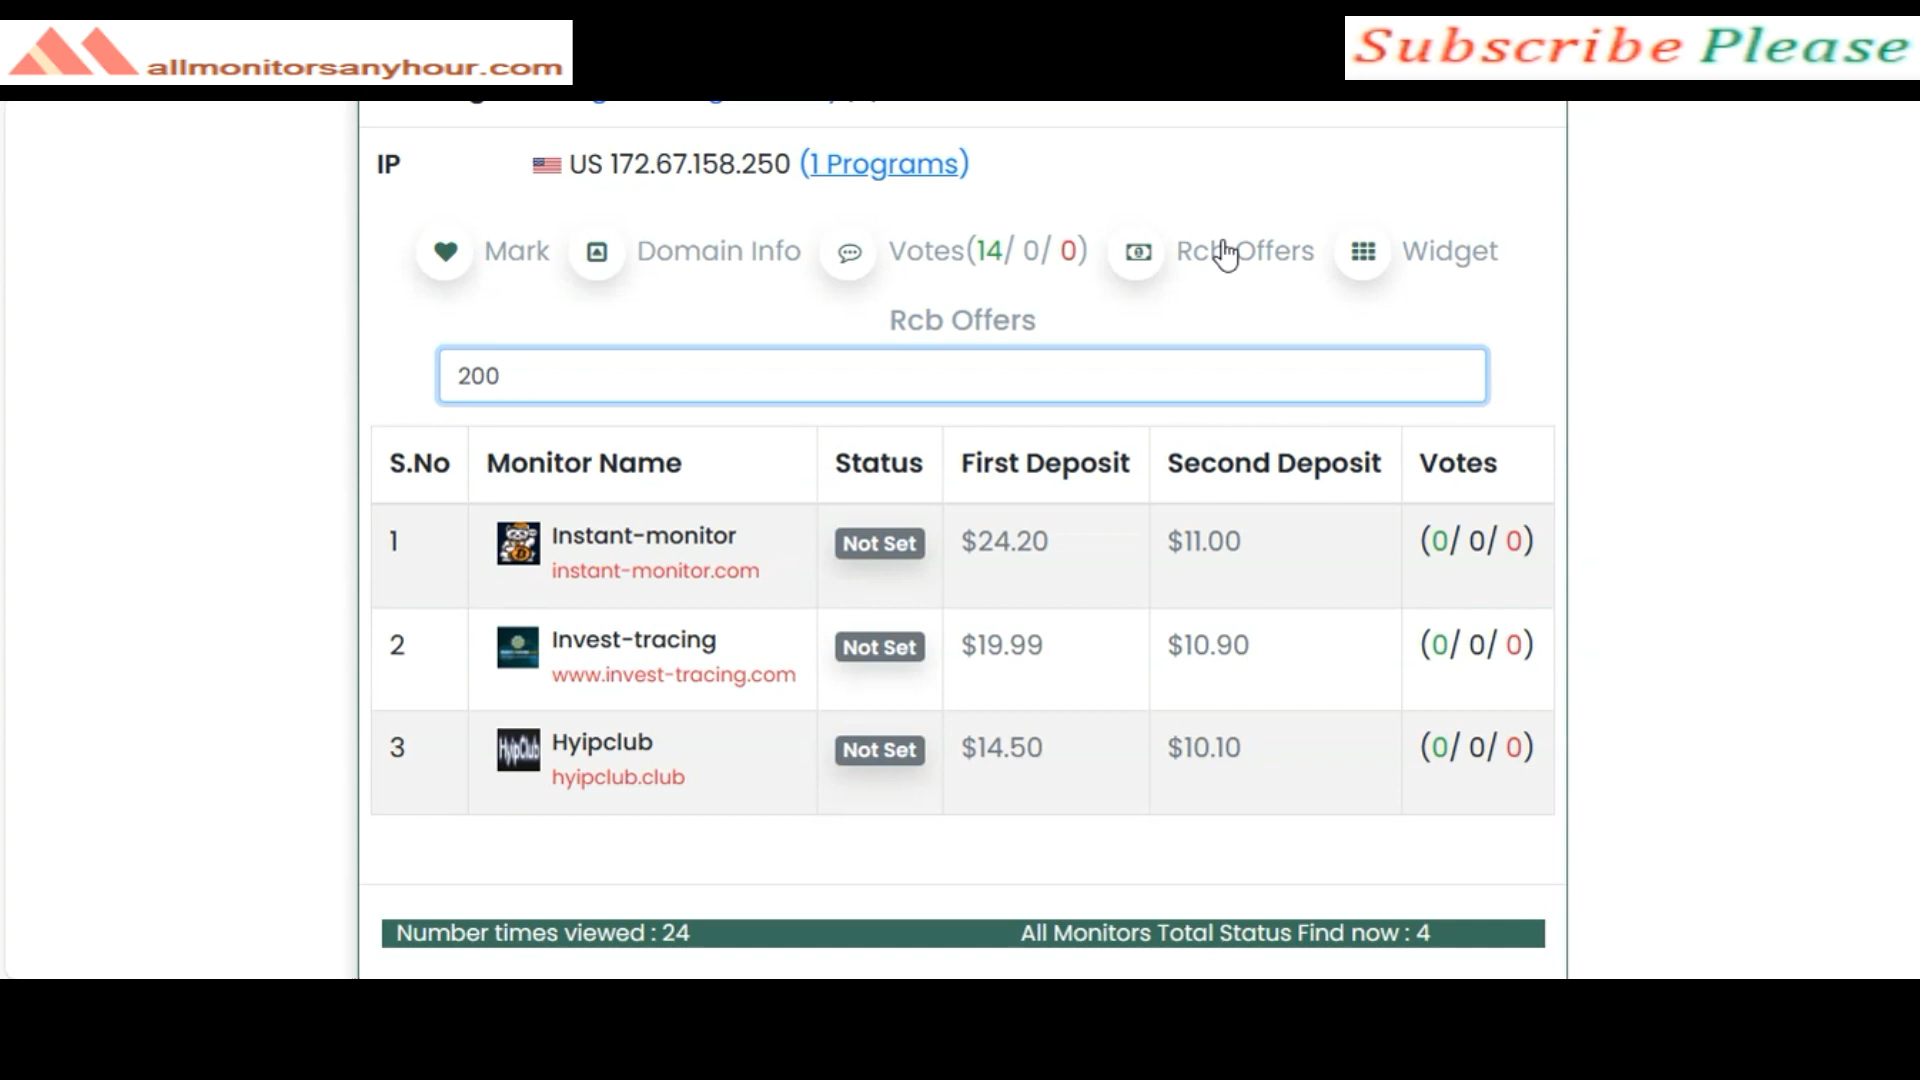 allmonitorsanyhour.com
Subscribe Please
IP US 172.67.158.250 (1 Programs)
Mark Domain Info Votes(14/ 0/ 0) Rcb Offers Widget
Rcb Offers
200
S.No Monitor Name Status First Deposit Second Deposit Votes
1 Instant-monitor Not Set $24.20 $11.00 (0/ 0/ 0)
instant-monitor.com
2 Invest-tracing Not Set $19.99 $10.90 (0/ 0/ 0)
www.invest-tracing.com
3 HyipClub Hyipclub Not Set $14.50 $10.10 (0/ 0/ 0)
hyipclub.club
Number times viewed : 24 All Monitors Total Status Find now : 4